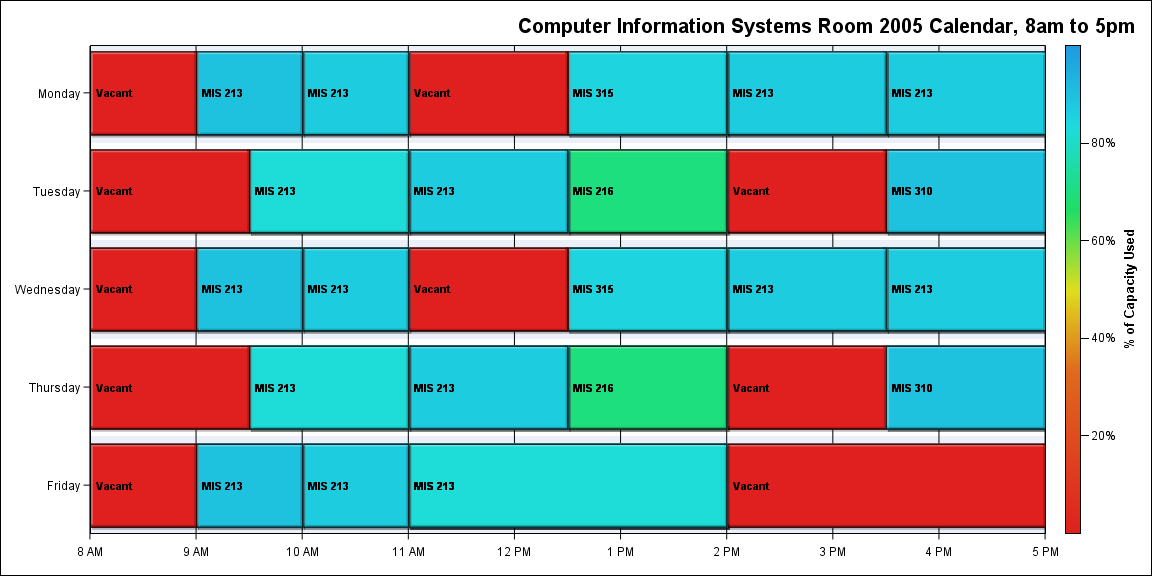 Computer Information Systems Room 2005 Calendar, 8am to 5pm
Monday
Vacant
MIS 213
MIS 213
Vacant
MIS 315
MIS 213
MIS 213
Tuesday
Vacant
MIS 213
MIS 213
MIS 216
Vacant
MIS 310
Wednesday
Vacant
MIS 213
MIS 213
Vacant
MIS 315
MIS 213
MIS 213
Thursday
Vacant
MIS 213
MIS 213
MIS 216
Vacant
MIS 310
Friday
Vacant
MIS 213
MIS 213
MIS 213
Vacant
8 AM
9 AM
10 AM
11 AM
12 PM
1 PM
2 PM
3 PM
4 PM
5 PM
80%
60%
40%
20%
% of Capacity Used